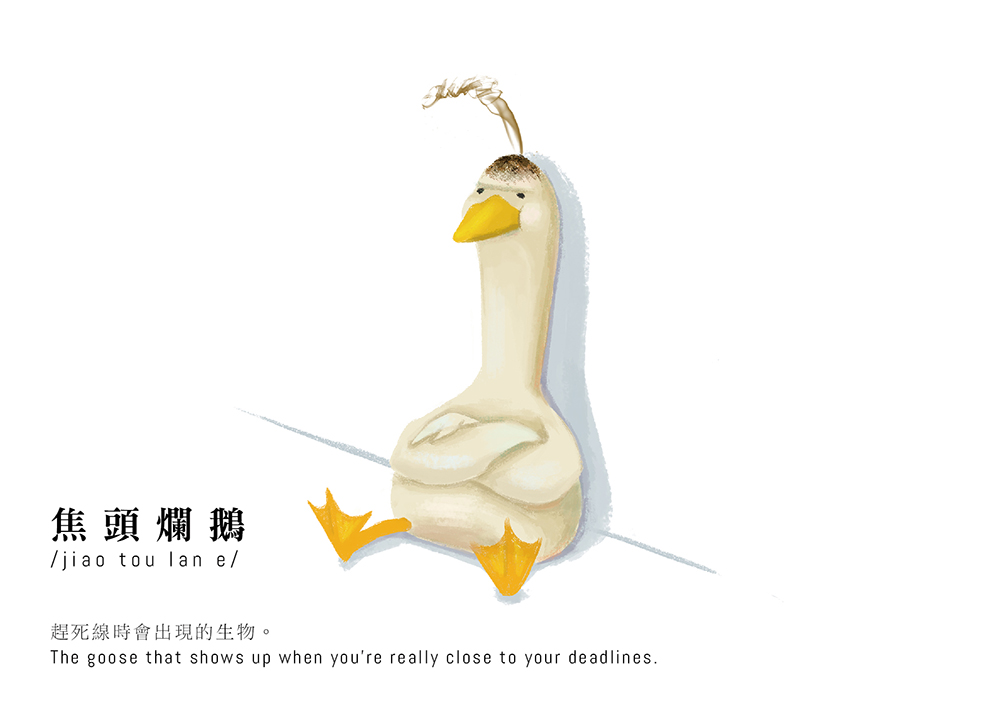 焦頭爛鵝
/jiao tou lan e/
趕死線時會出現的生物。
The goose that shows up when you're really close to your deadlines.